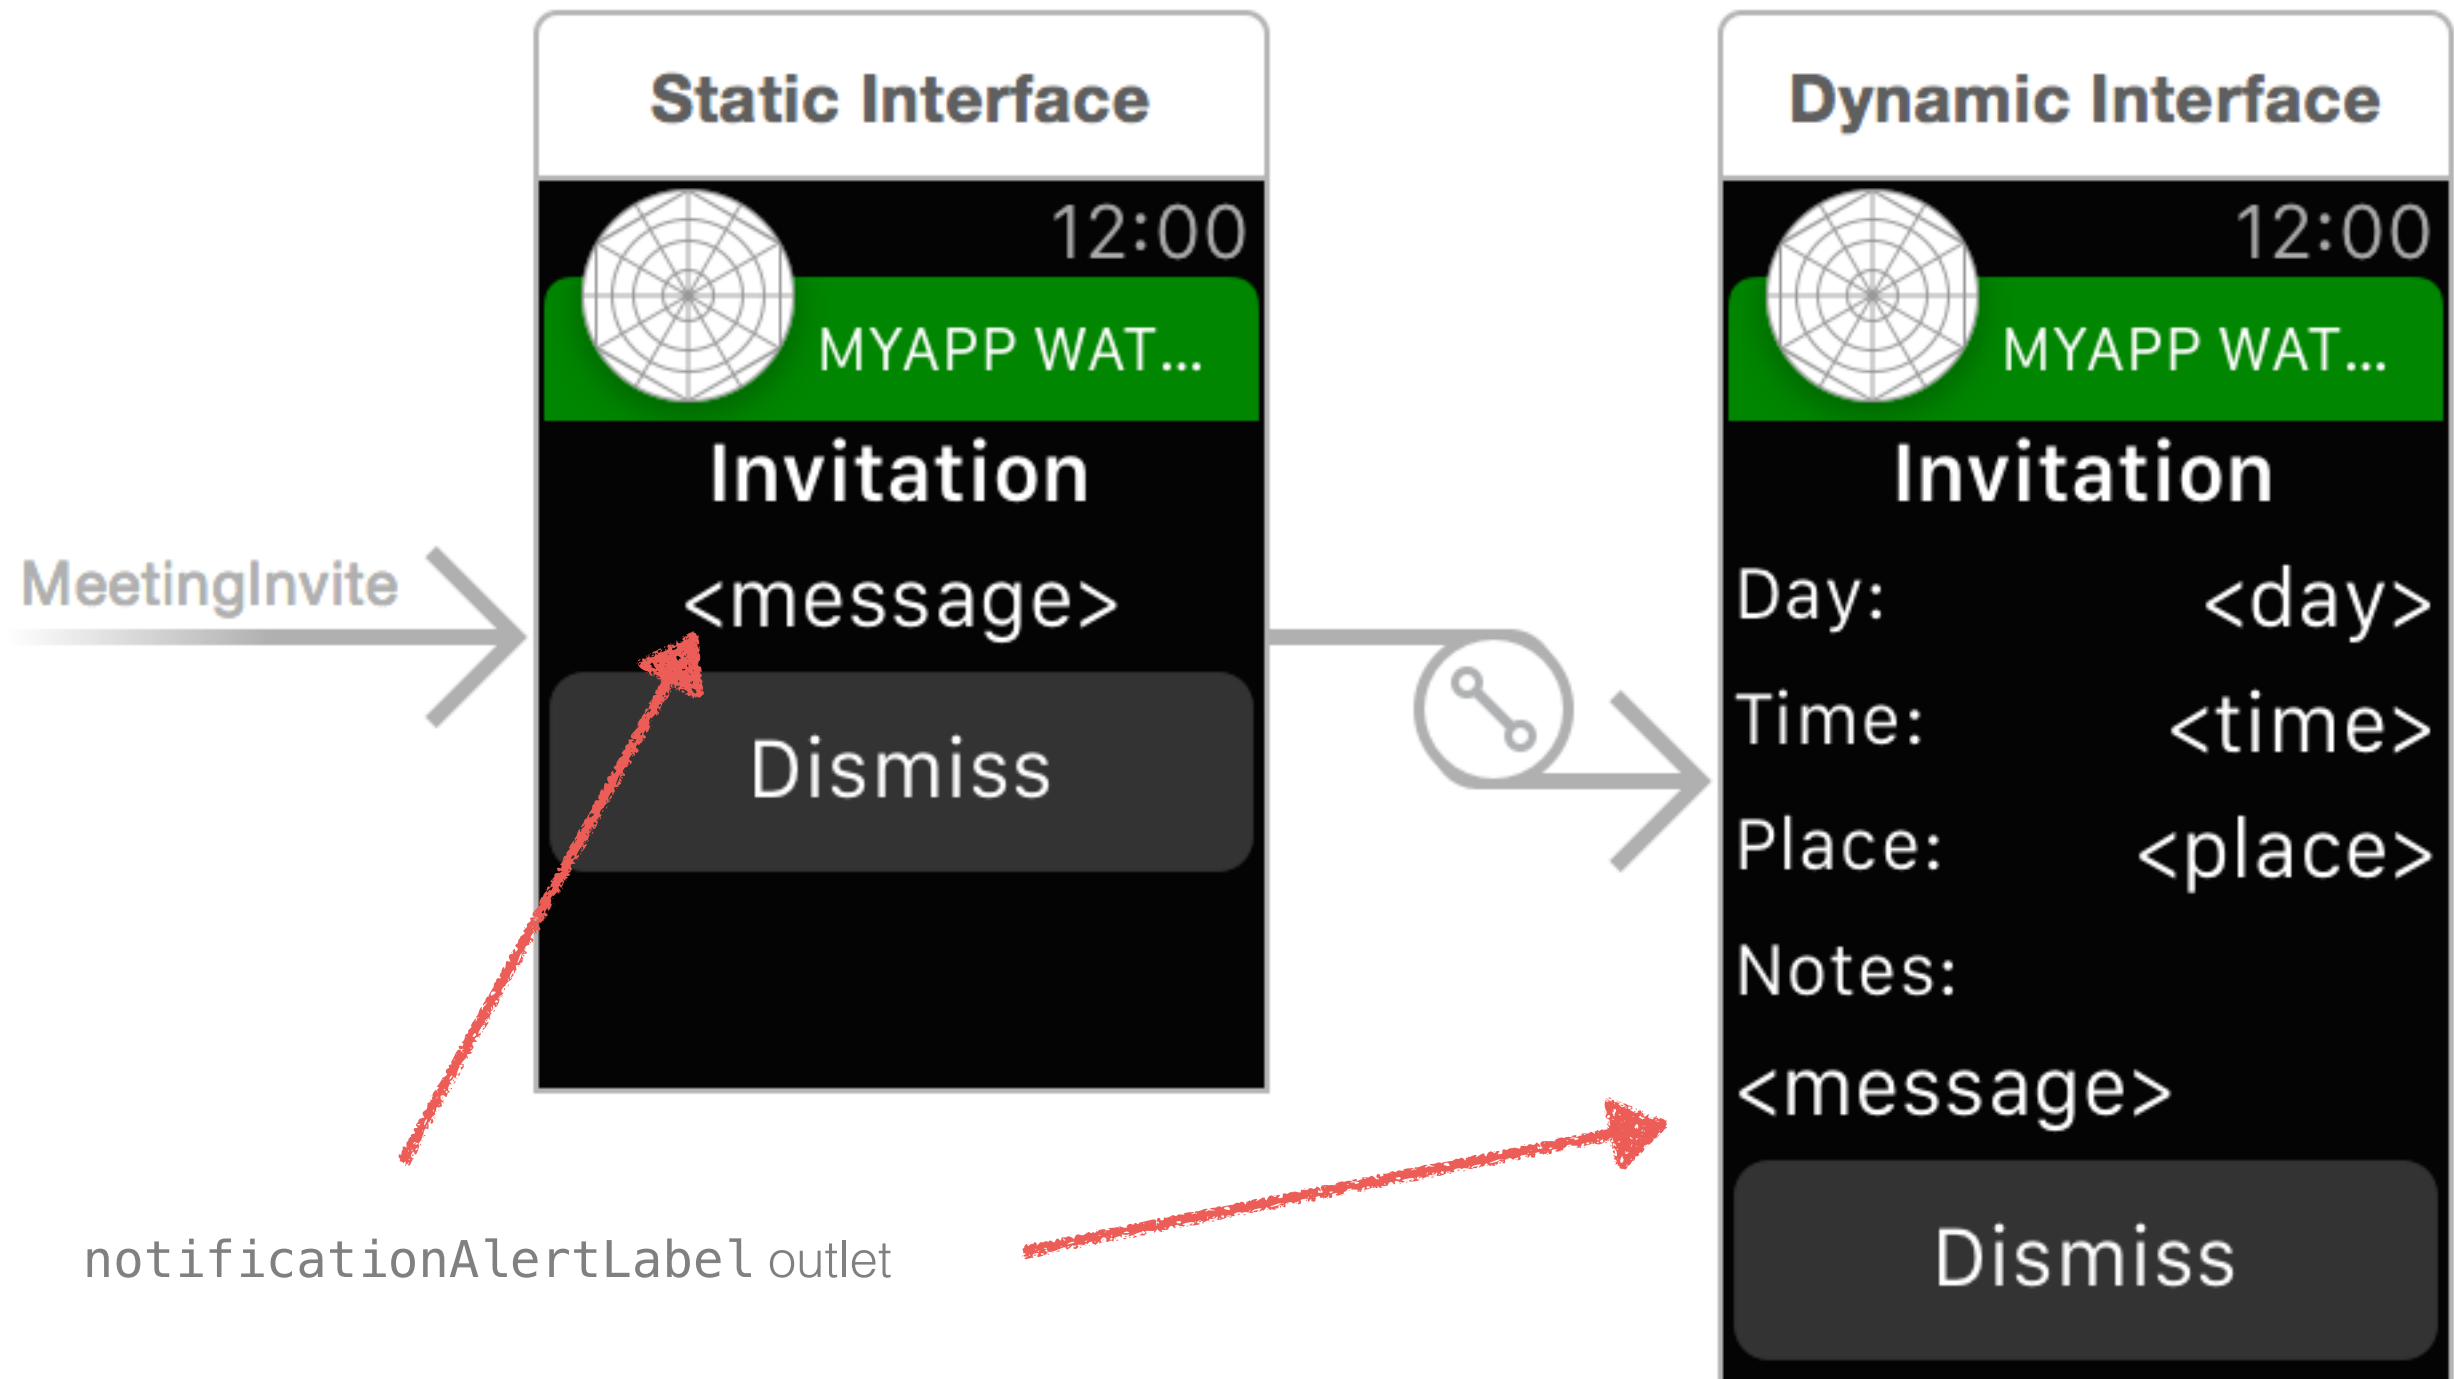 MeetingInvite
Static Interface
12:00
MYAPP WAT...
Invitation
<message>
Dismiss
notificationAlertLabel outlet
Dynamic Interface
12:00
MYAPP WAT...
Invitation
Day: <day>
Time: <time>
Place: <place>
Notes:
<message>
Dismiss